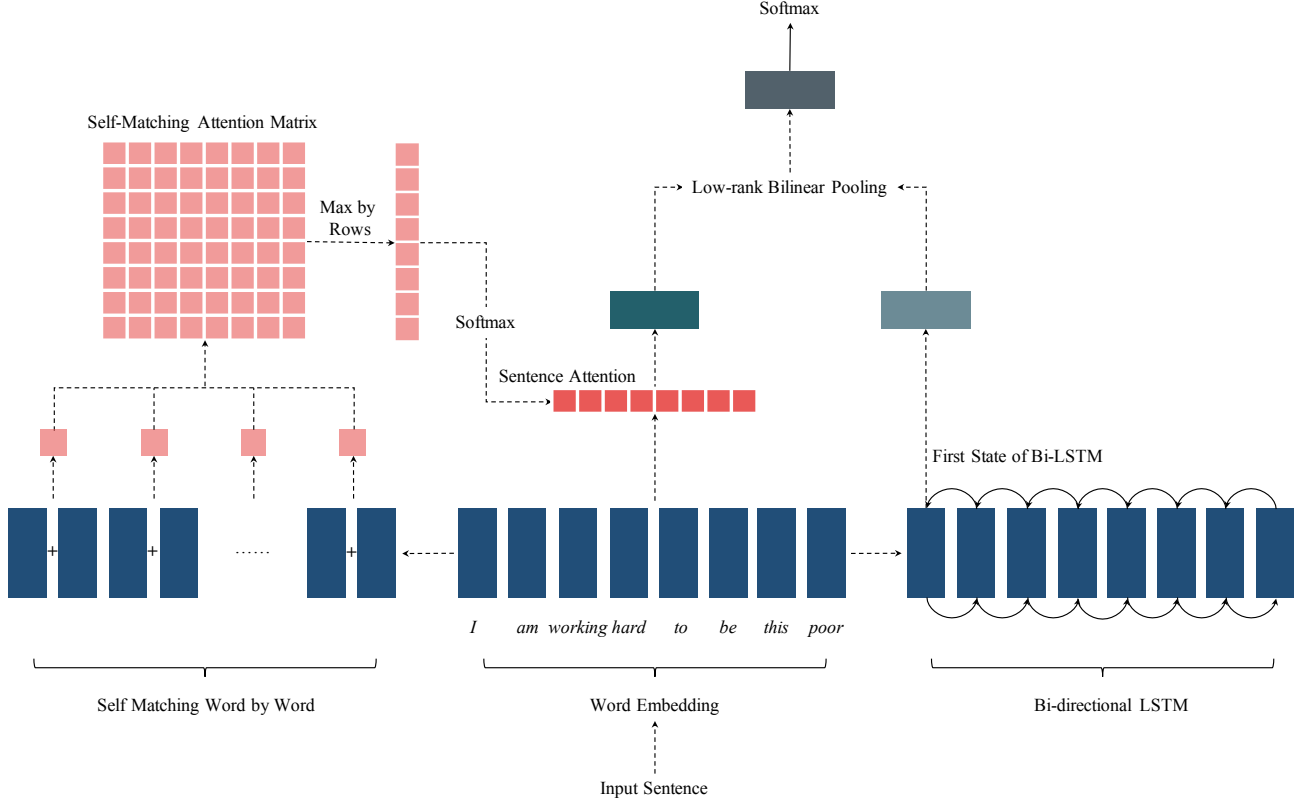 Softmax
Self-Matching Attention Matrix
Max by
Rows
Low-rank Bilinear Pooling
Softmax
Sentence Attention
First State of Bi-LSTM
+ + ...... +
I am working hard to be this poor
Self Matching Word by Word
Word Embedding
Bi-directional LSTM
Input Sentence